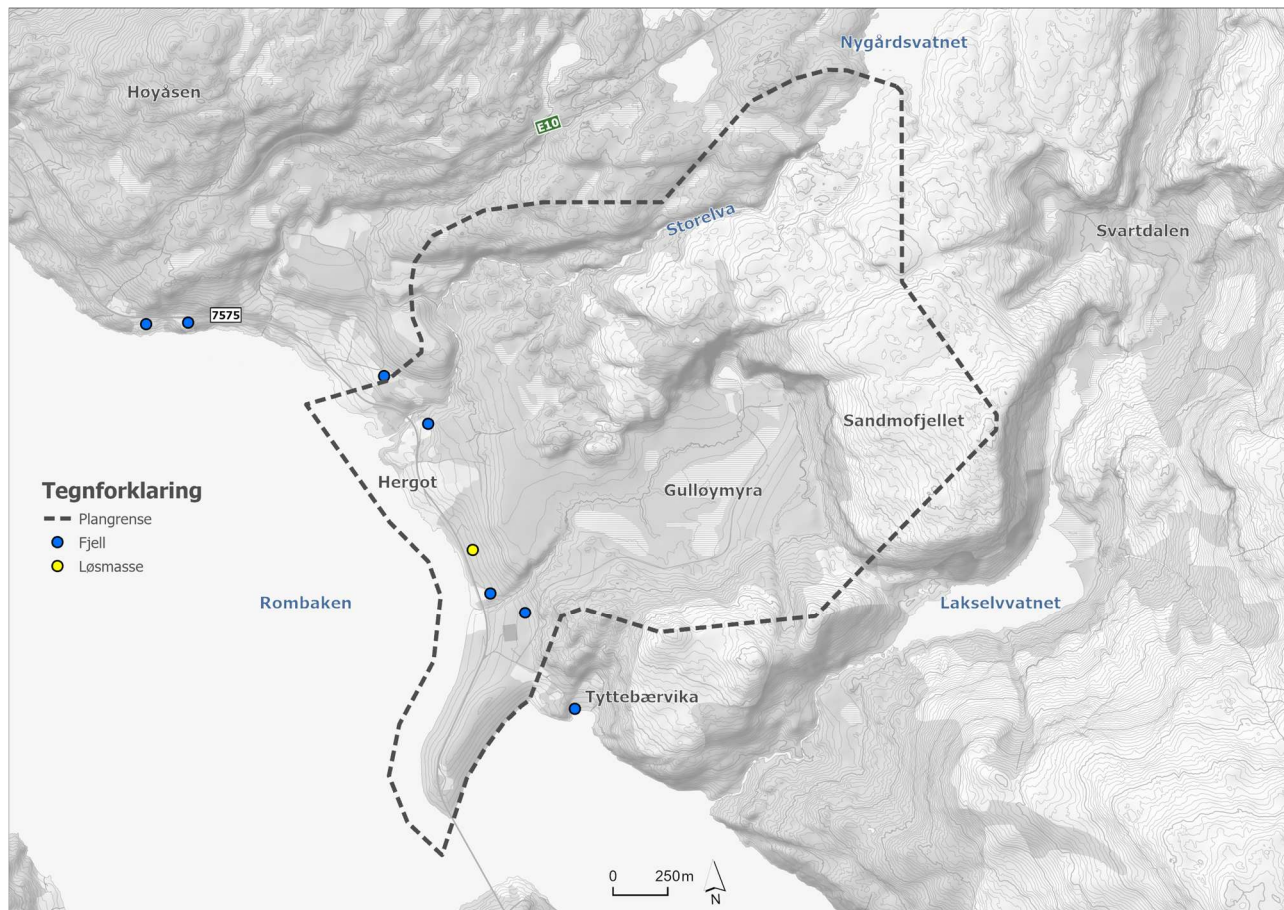 Nygårdsvatnet
Høyåsen
E10
Storelva
Svartdalen
7575
Sandmofjellet
Hergot
Gulløymyra
Tegnforklaring
Plangrense
Fjell
Løsmasse
Rombaken
Lakselvvatnet
Tyttebærvika
0 250m
N